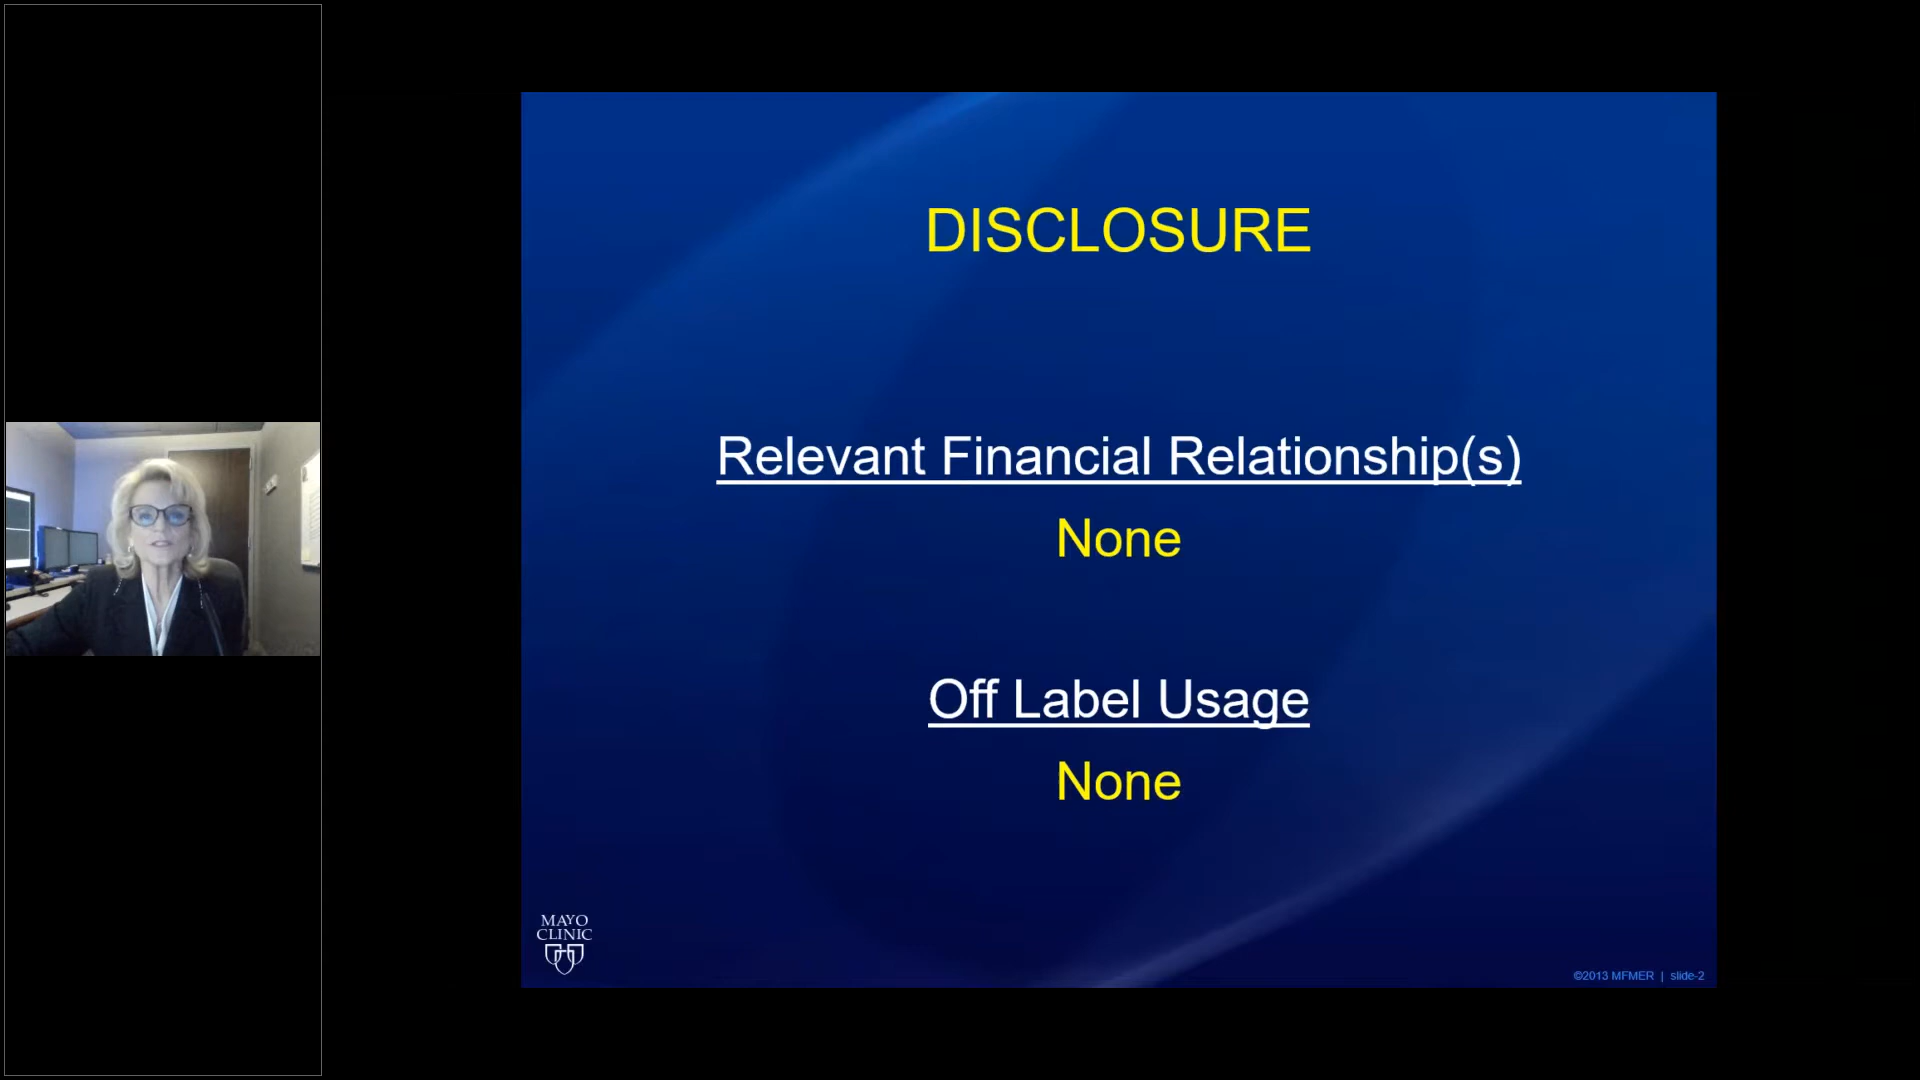 DISCLOSURE
Relevant Financial Relationship(s)
None
Off Label Usage
None
MAYO
CLINIC
©2013 MFMER | slide-2